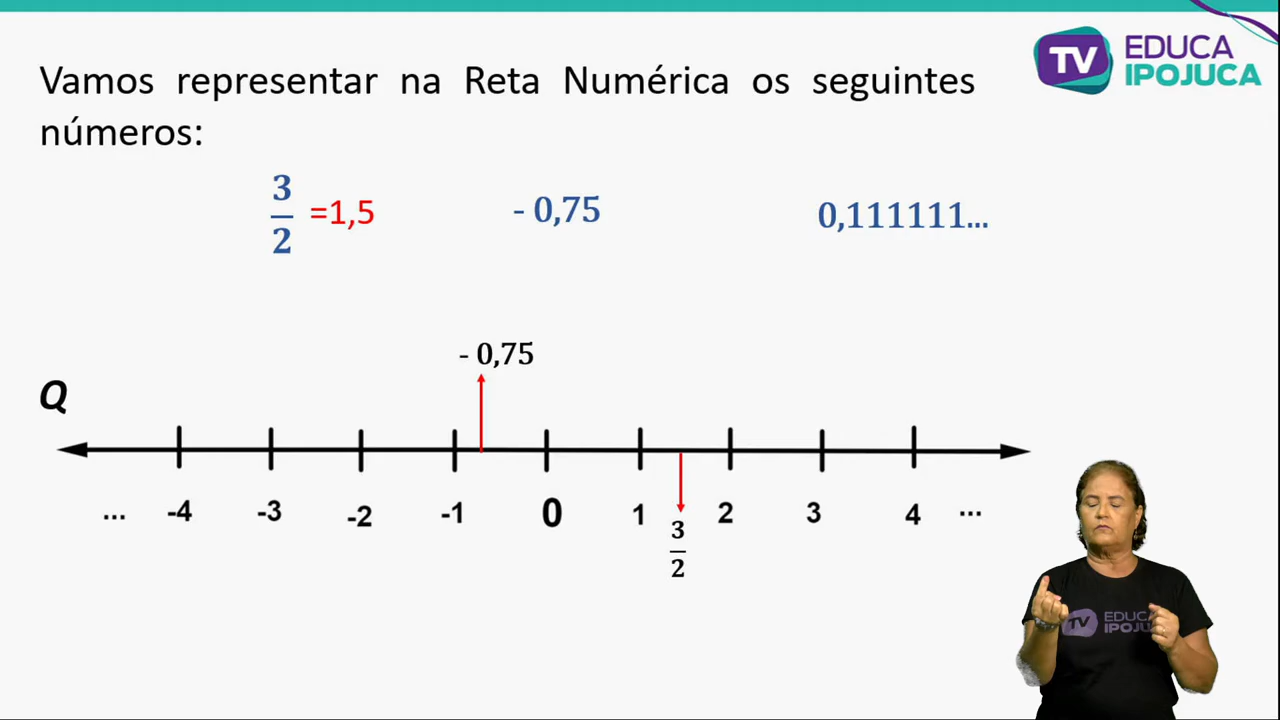 TV EDUCA
IPOJUCA
Vamos representar na Reta Numérica os seguintes
números:
3
2
=1,5
- 0,75
0,111111...
- 0,75
Q
... -4 -3 -2 -1 0 1 2 3 4 ...
3
2
TV EDUCA
IPOJU